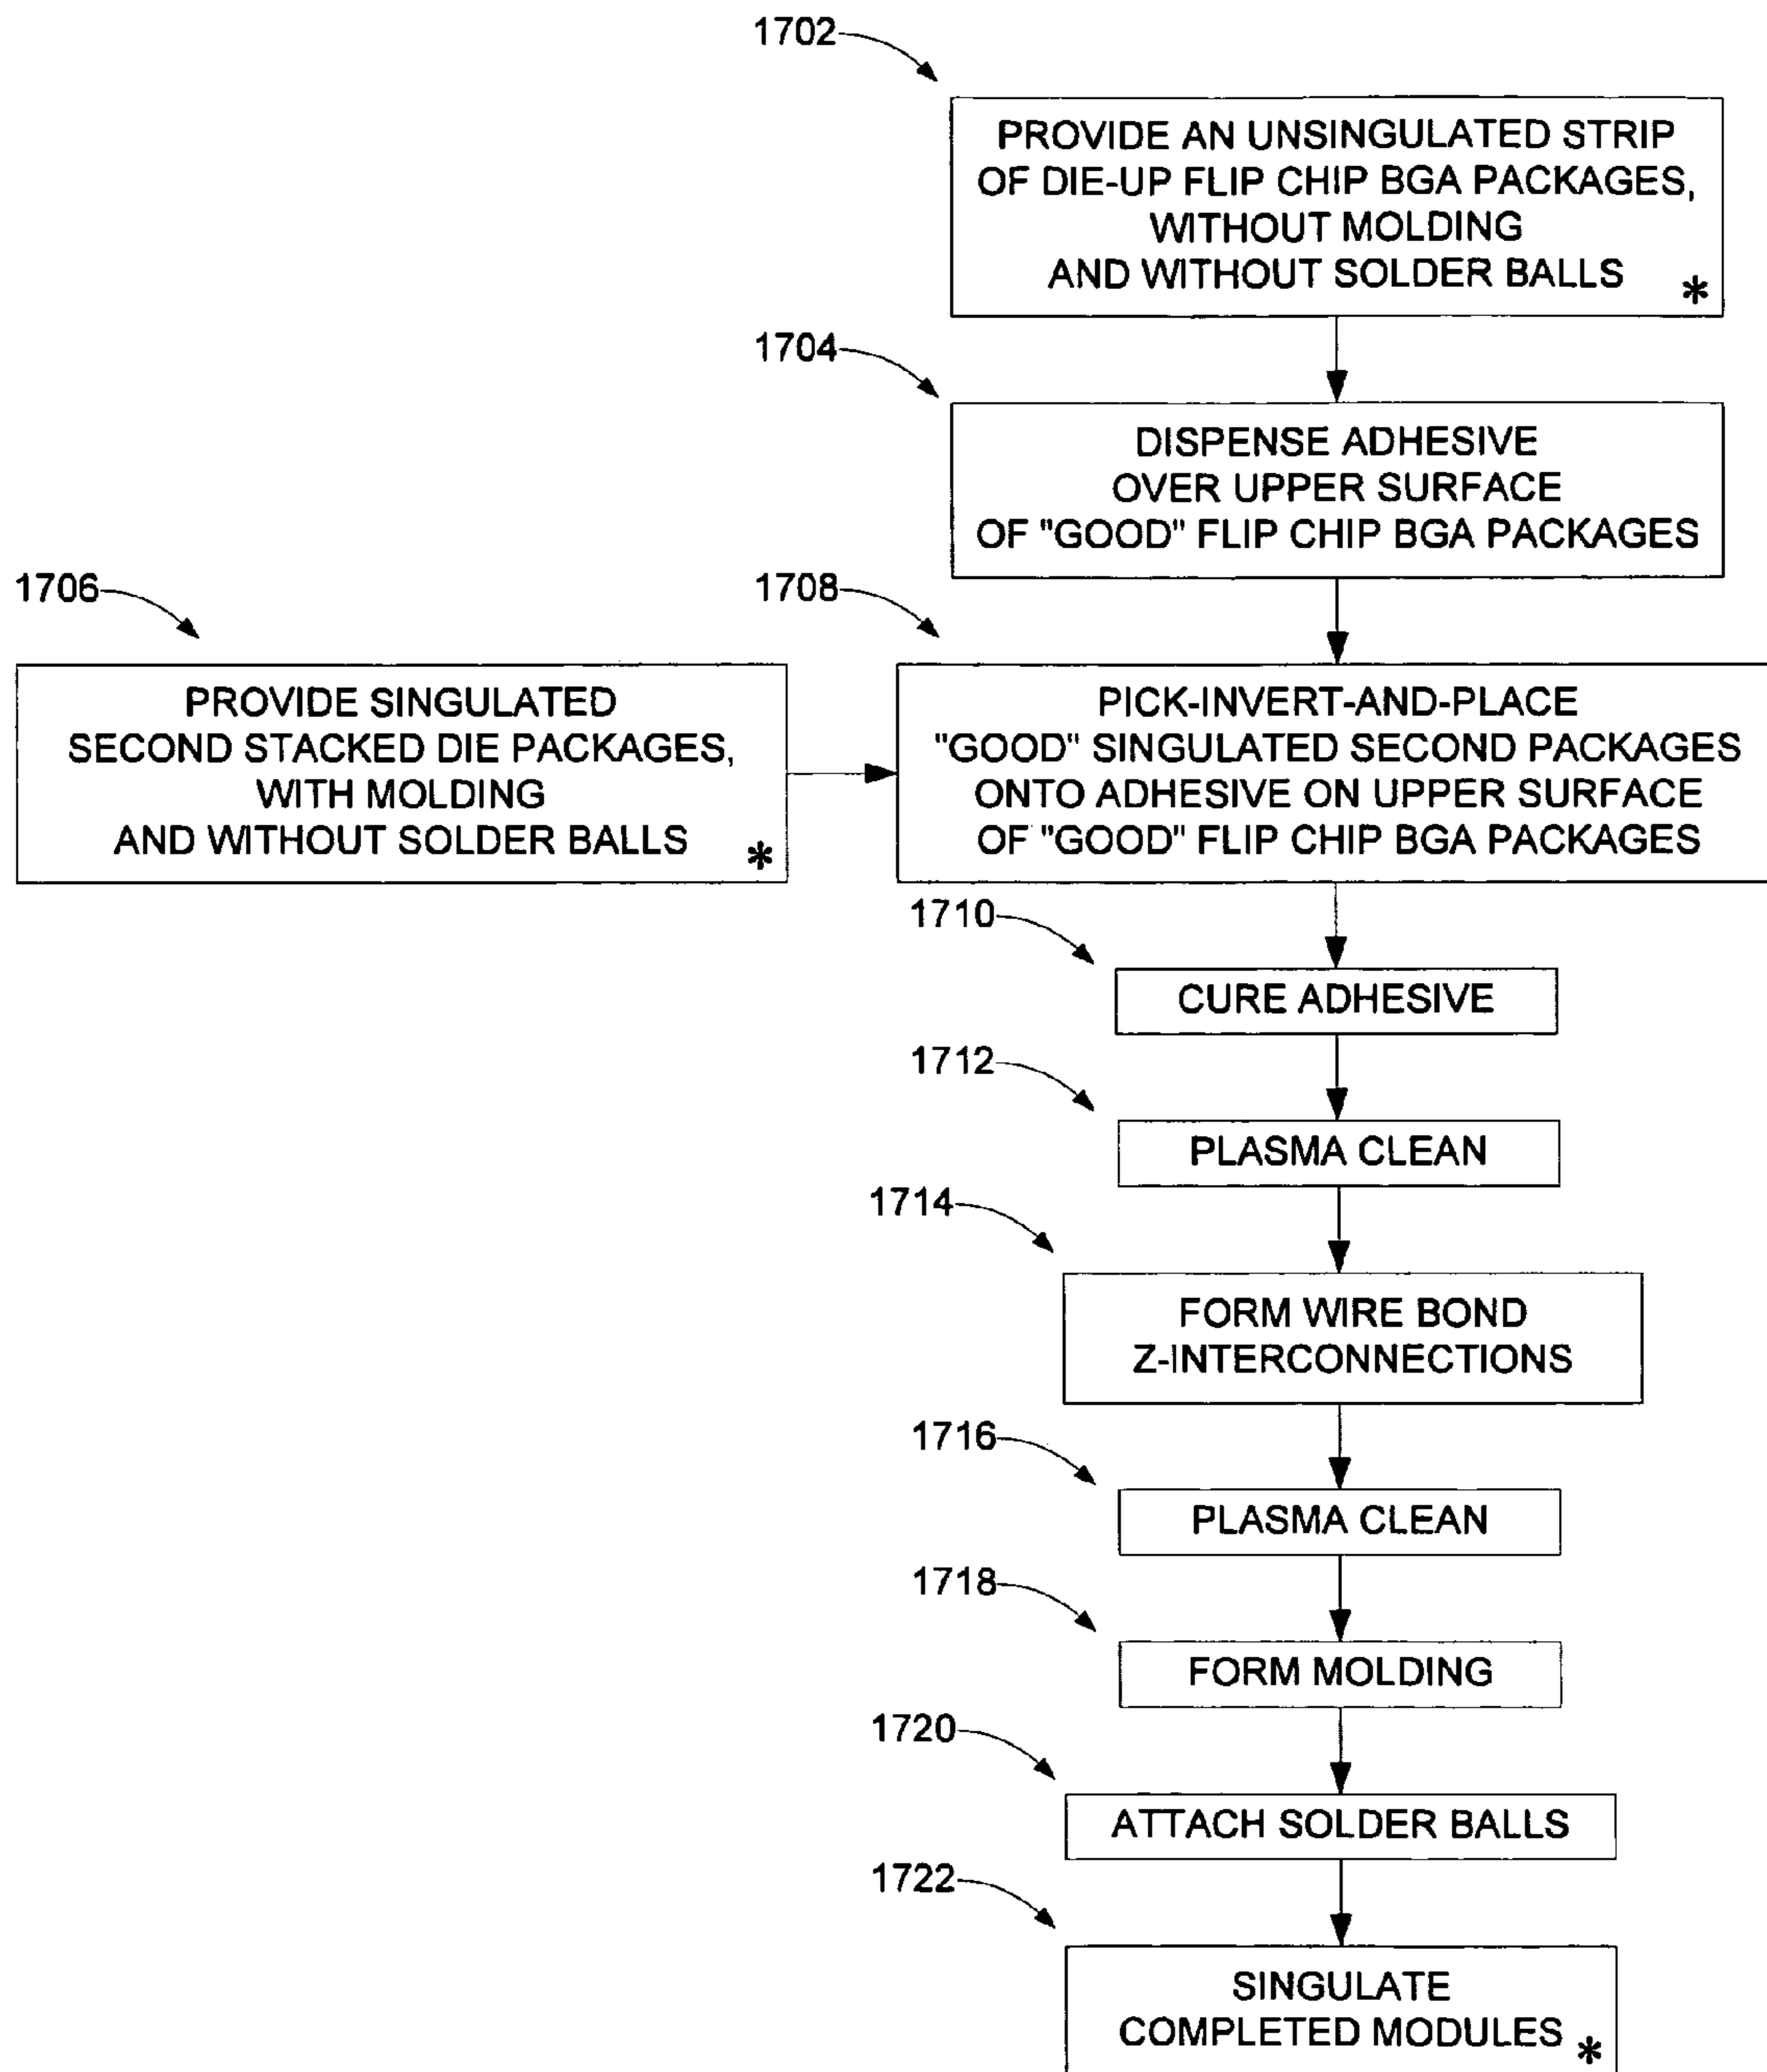 1702
PROVIDE AN UNSINGULATED STRIP
OF DIE-UP FLIP CHIP BGA PACKAGES,
WITHOUT MOLDING
AND WITHOUT SOLDER BALLS *
1704
DISPENSE ADHESIVE
OVER UPPER SURFACE
OF "GOOD" FLIP CHIP BGA PACKAGES
1706
PROVIDE SINGULATED
SECOND STACKED DIE PACKAGES,
WITH MOLDING
AND WITHOUT SOLDER BALLS *
1708
PICK-INVERT-AND-PLACE
"GOOD" SINGULATED SECOND PACKAGES
ONTO ADHESIVE ON UPPER SURFACE
OF "GOOD" FLIP CHIP BGA PACKAGES
1710
CURE ADHESIVE
1712
PLASMA CLEAN
1714
FORM WIRE BOND
Z-INTERCONNECTIONS
1716
PLASMA CLEAN
1718
FORM MOLDING
1720
ATTACH SOLDER BALLS
1722
SINGULATE
COMPLETED MODULES *